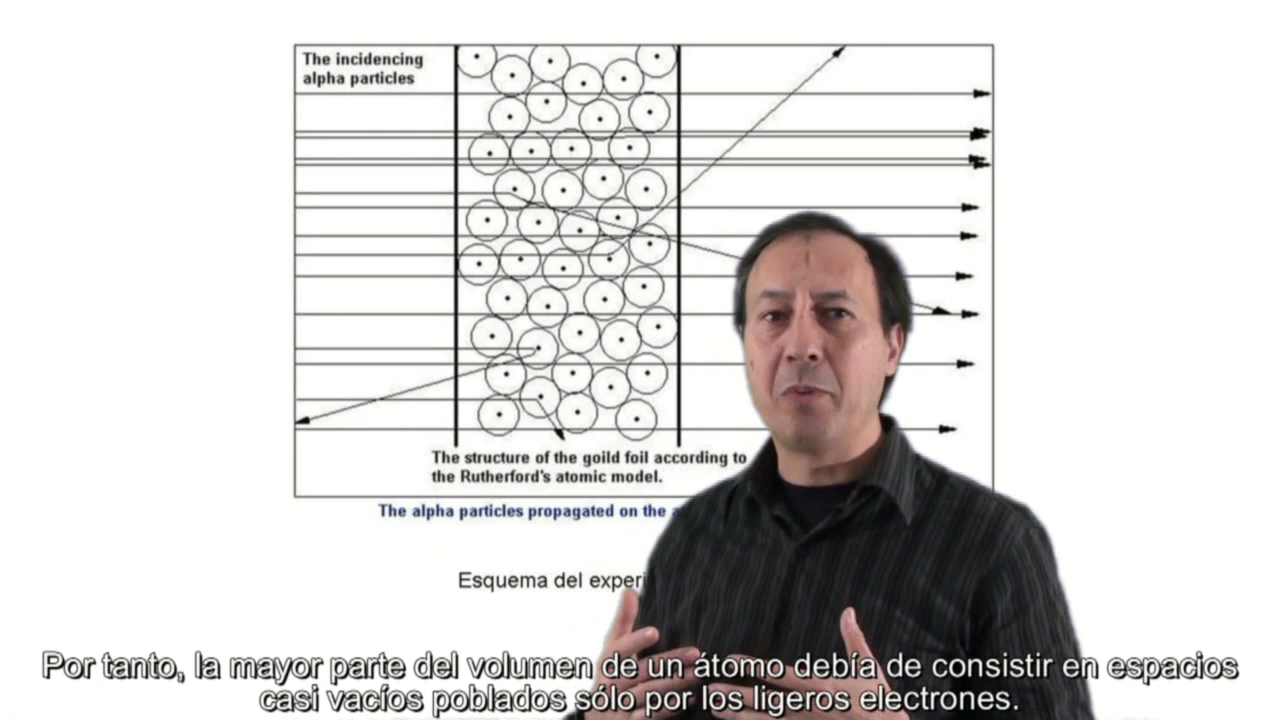 The incidencing
alpha particles
The structure of the goild foil according to
the Rutherford's atomic model.
The alpha particles propagated on the
Esquema del
Por tanto, la mayor parte del volumen de un átomo debía de consistir en espacios
casi vacíos poblados sólo por los ligeros electrones.